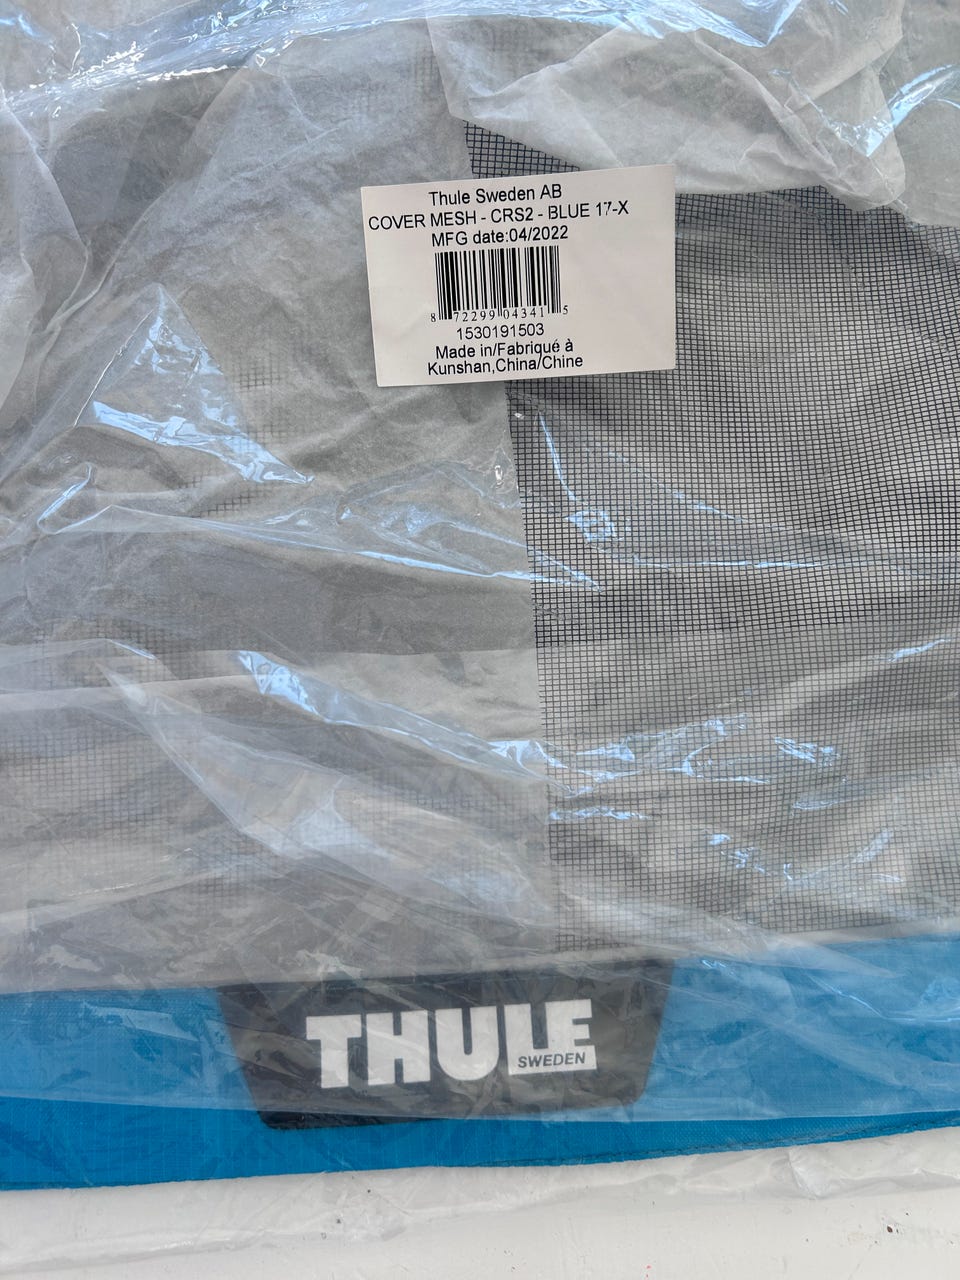 Thule Sweden AB
COVER MESH - CRS2 - BLUE 17-X
MFG date:04/2022
8 72299 04341 5
1530191503
Made in/Fabriqué à
Kunshan,China/Chine
THULE
SWEDEN